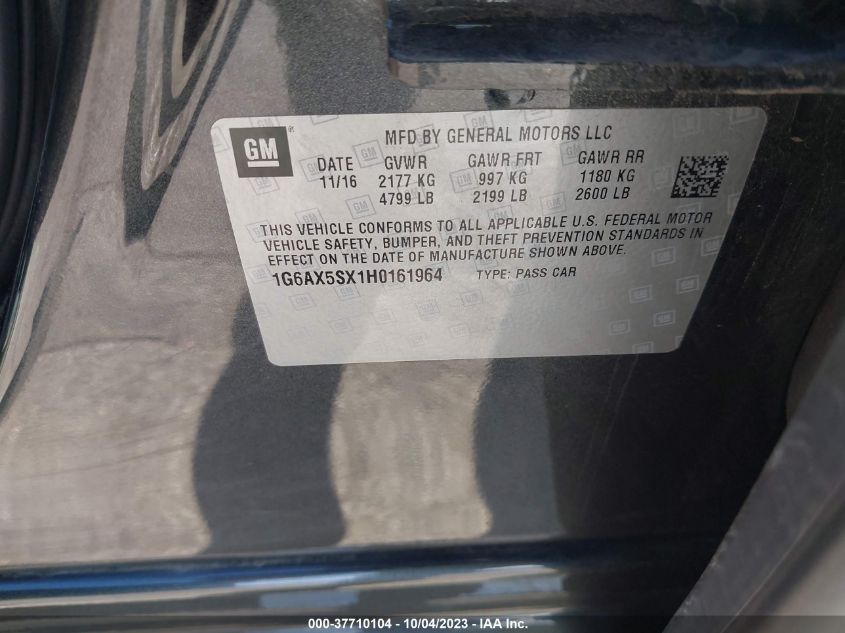 GM ®
MFD BY GENERAL MOTORS LLC
DATE GVWR GAWR FRT GAWR RR
11/16 2177 KG 997 KG 1180 KG
4799 LB 2199 LB 2600 LB
THIS VEHICLE CONFORMS TO ALL APPLICABLE U.S. FEDERAL MOTOR
VEHICLE SAFETY, BUMPER, AND THEFT PREVENTION STANDARDS IN
EFFECT ON THE DATE OF MANUFACTURE SHOWN ABOVE.
1G6AX5SX1H0161964 TYPE: PASS CAR
000-37710104 - 10/04/2023 - IAA Inc.